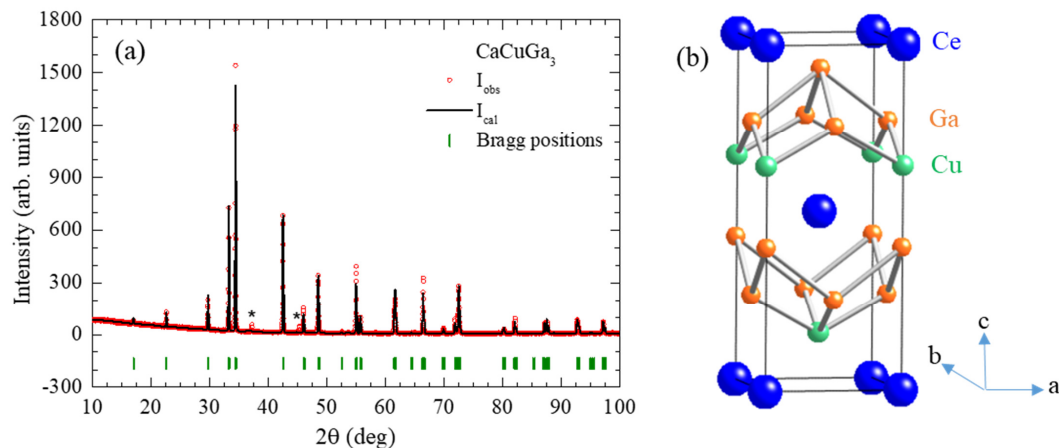 (a)
CaCuGa3
Iobs
Ical
Bragg positions
*
*
Intensity (arb. units)
1800
1500
1200
900
600
300
0
-300
10 20 30 40 50 60 70 80 90 100
2θ (deg)
(b)
Ce
Ga
Cu
c
b
a